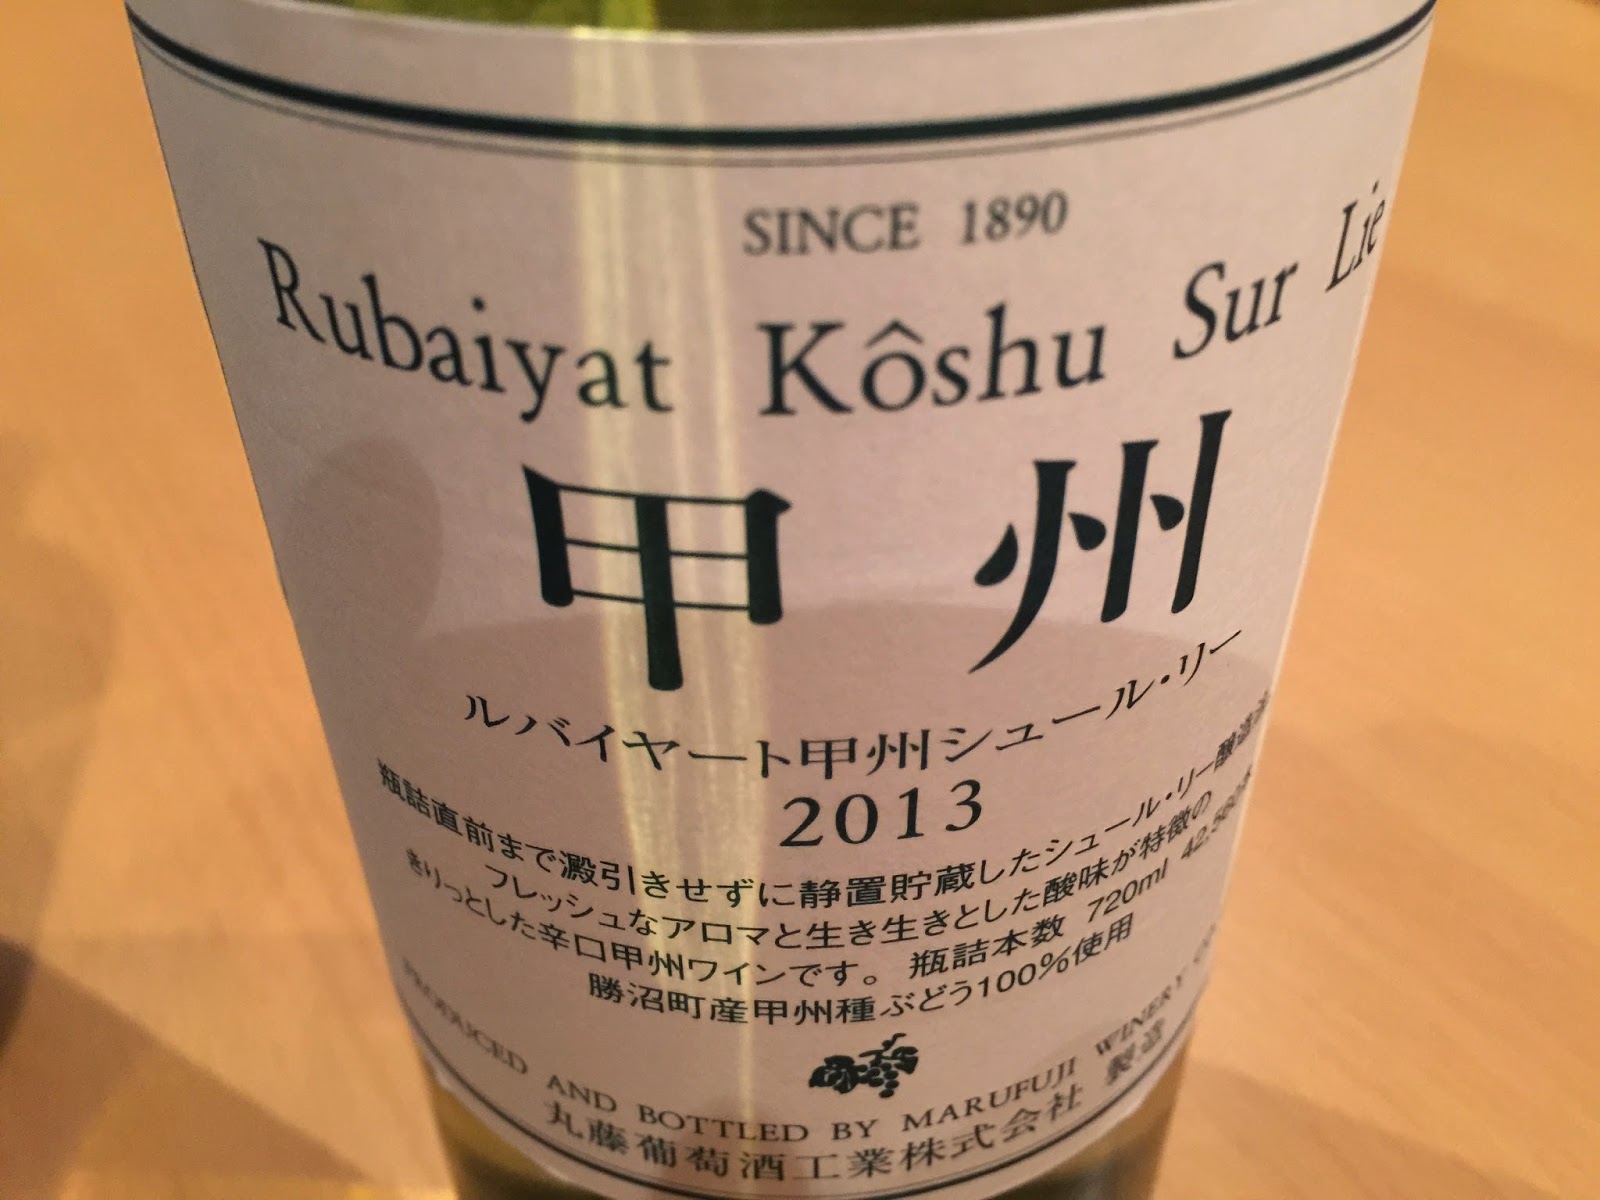 SINCE 1890
Rubaiyat Kôshu Sur Lie
甲州
ルバイヤート甲州シュール・リー
2013
瓶詰直前まで澱引きせずに静置貯蔵したシュール・リー醸造
フレッシュなアロマと生き生きとした酸味が特徴の
きりっとした辛口甲州ワインです。 瓶詰本数 720ml
勝沼町産甲州種ぶどう100%使用
PRODUCED AND BOTTLED BY MARUFUJI WINERY
丸藤葡萄酒工業株式会社 製造